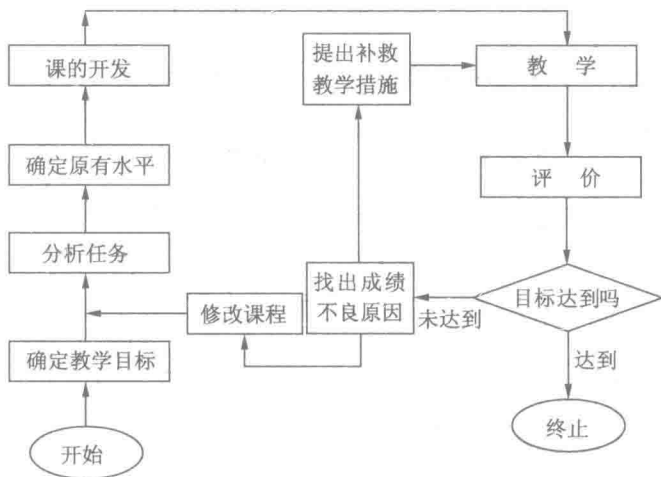 课的开发
提出补救
教学措施
教 学
确定原有水平
评 价
分析任务
找出成绩
不良原因
目标达到吗
修改课程
未达到
确定教学目标
达到
开始
终止